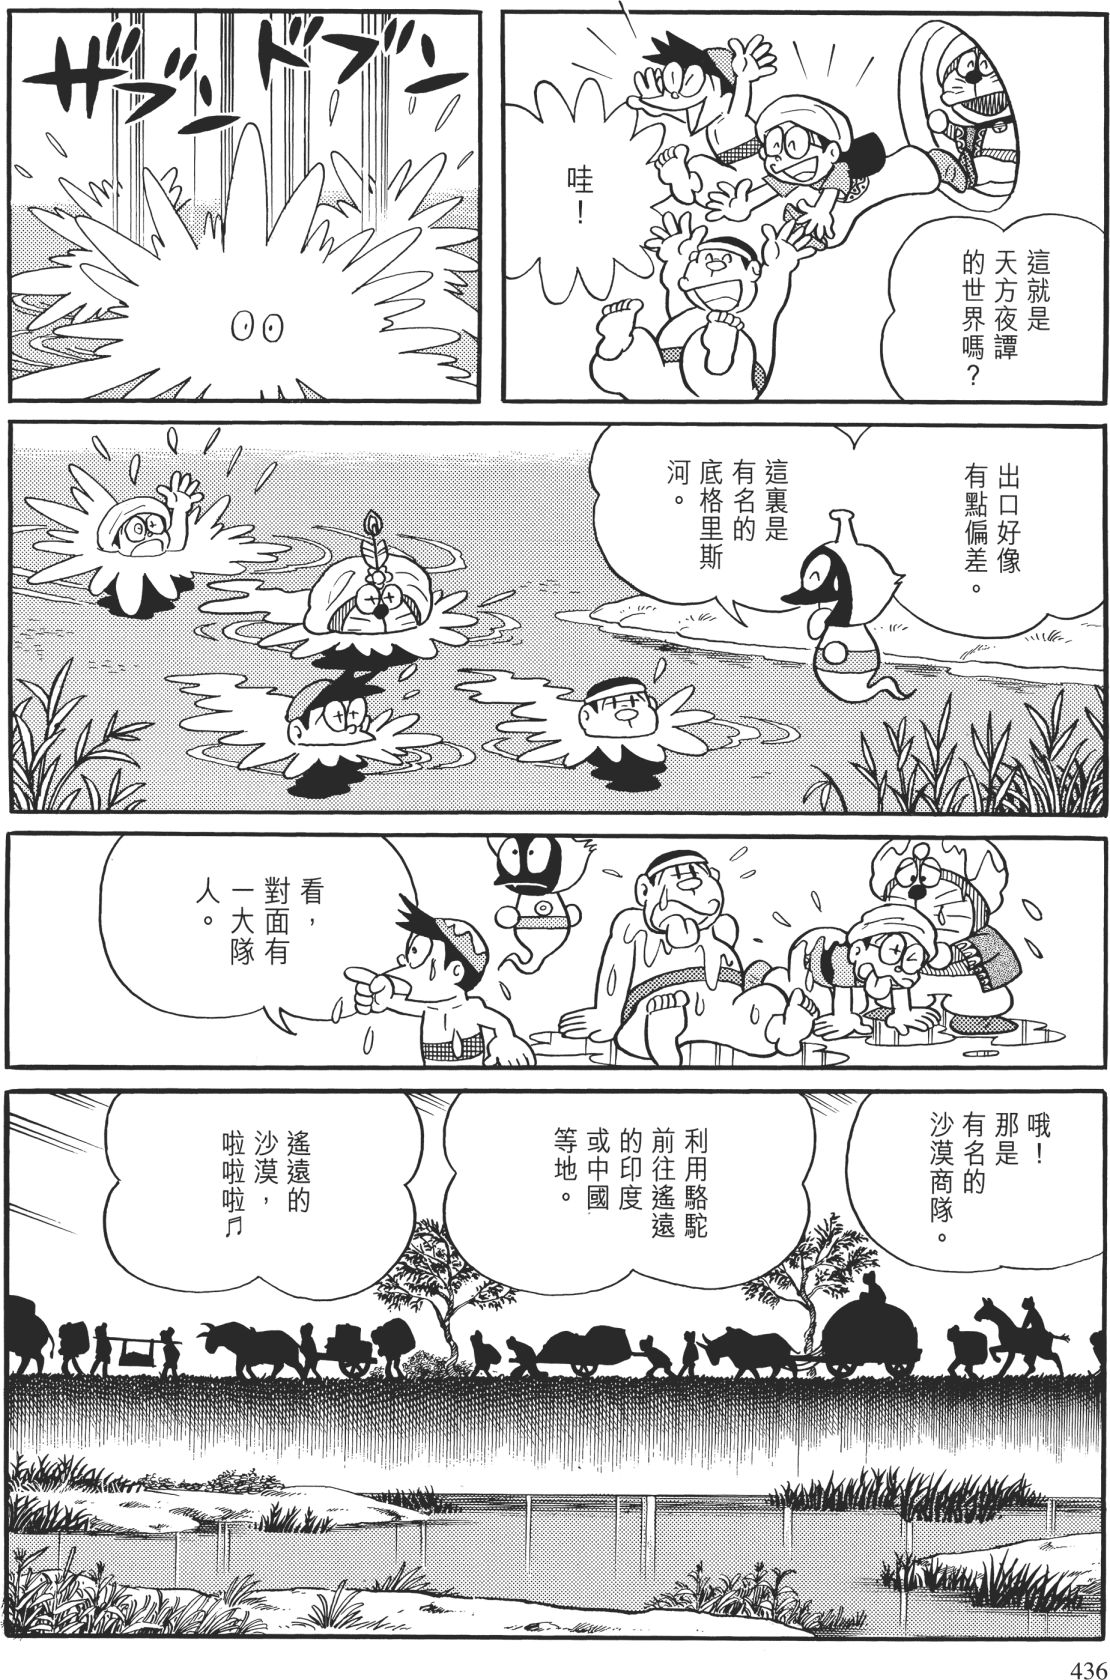 這就是
天方夜譚
的世界嗎？
哇！
ドブン
ザブン
出口好像
有點偏差。
這裏是
有名的
底格里斯
河。
看，
對面有
一大隊
人。
哦！
那是
有名的
沙漠商隊。
利用駱駝
前往遙遠
的印度
或中國
等地。
遙遠的
沙漠，
啦啦啦♬
436